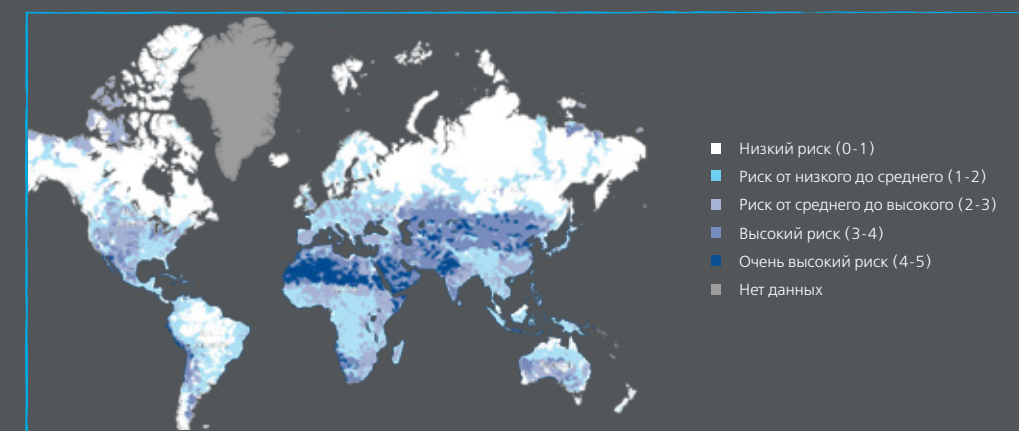 Низкий риск (0-1)
Риск от низкого до среднего (1-2)
Риск от среднего до высокого (2-3)
Высокий риск (3-4)
Очень высокий риск (4-5)
Нет данных